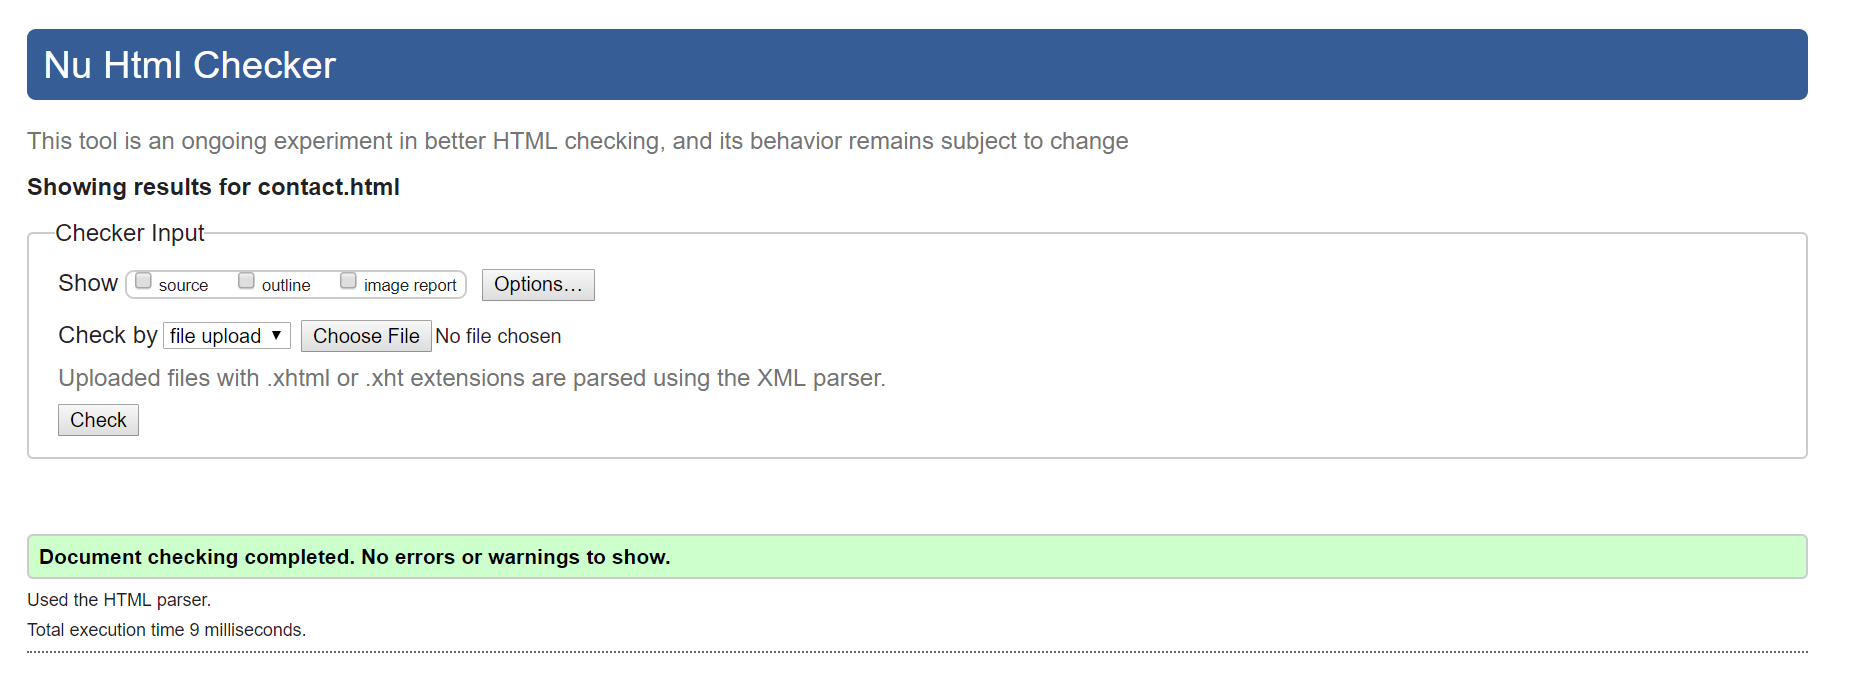 Nu Html Checker
This tool is an ongoing experiment in better HTML checking, and its behavior remains subject to change
Showing results for contact.html
Checker Input
Show source outline image report Options...
Check by file upload Choose File No file chosen
Uploaded files with .xhtml or .xht extensions are parsed using the XML parser.
Check
Document checking completed. No errors or warnings to show.
Used the HTML parser.
Total execution time 9 milliseconds.